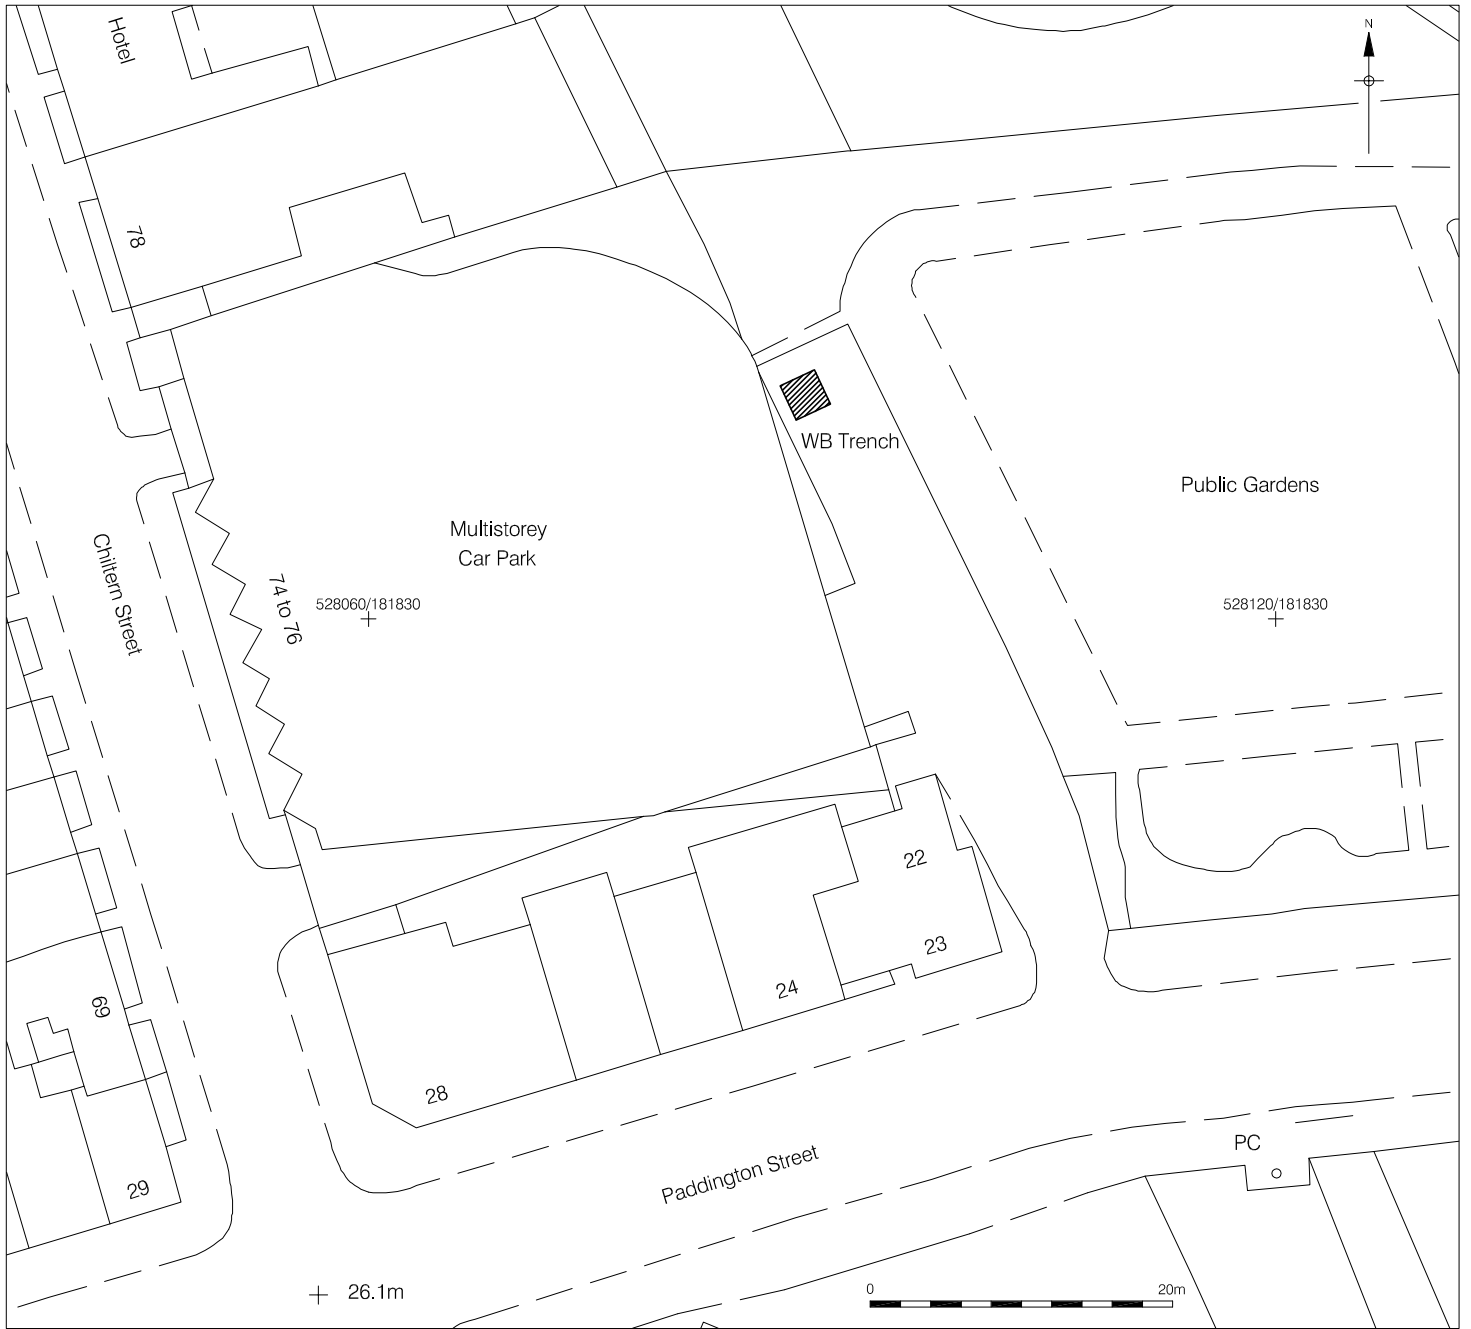 Hotel
N
78
WB Trench
Public Gardens
Multistorey
Car Park
Chiltern Street
74 to 76
528060/181830
528120/181830
22
23
24
69
28
29
PC
Paddington Street
26.1m
0 20m